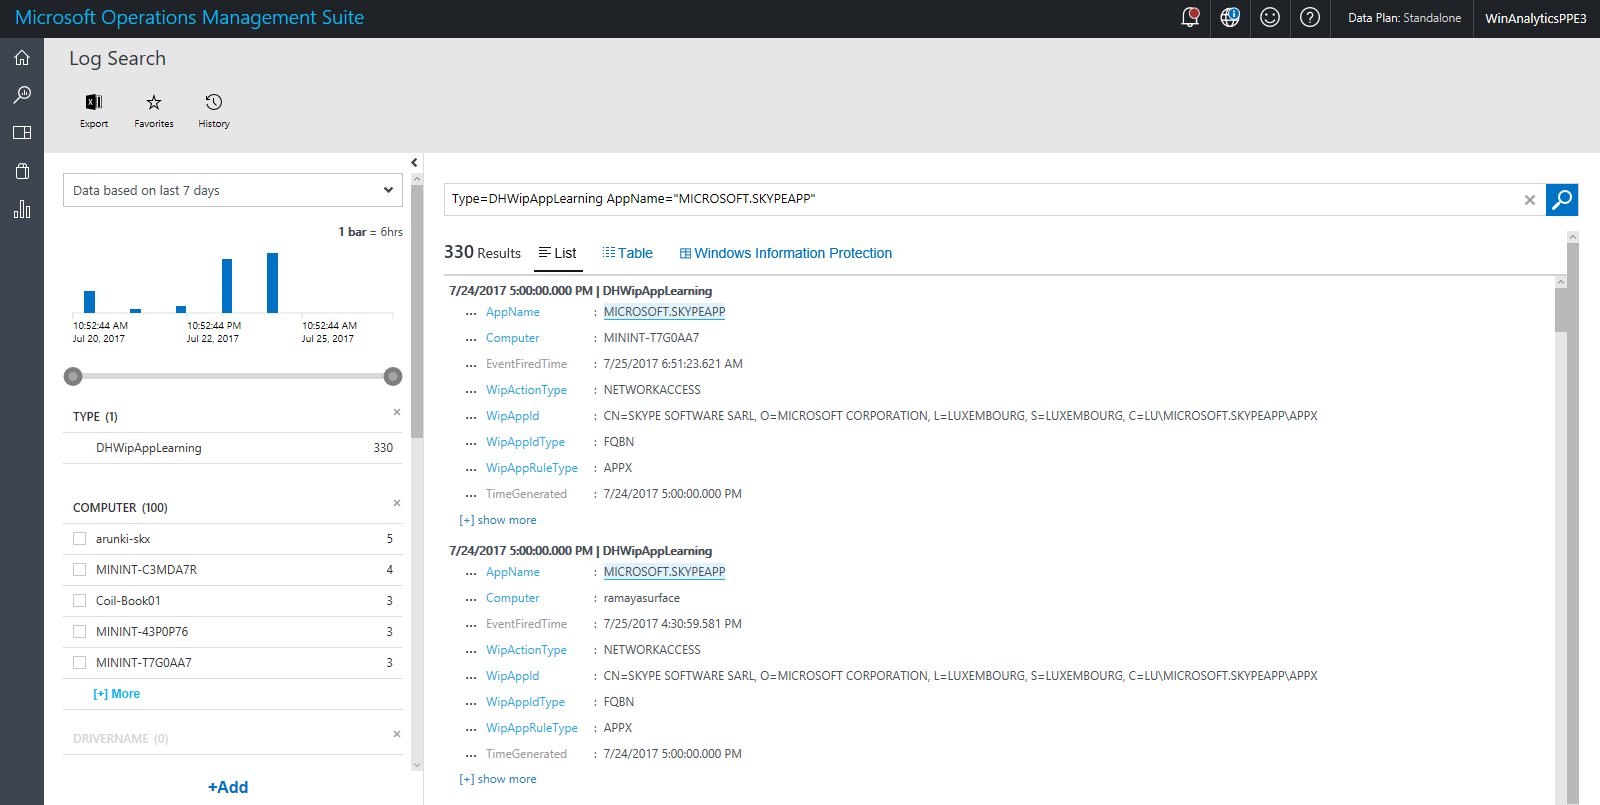 Microsoft Operations Management Suite
Data Plan: Standalone
WinAnalyticsPPE3
Log Search
Export
Favorites
History
Data based on last 7 days
1 bar = 6hrs
10:52:44 AM 10:52:44 PM 10:52:44 AM
Jul 20, 2017 Jul 22, 2017 Jul 25, 2017
TYPE (1)
DHWipAppLearning 330
COMPUTER (100)
arunki-skx 5
MININT-C3MDA7R 4
Coil-Book01 3
MININT-43P0P76 3
MININT-T7G0AA7 3
[+] More
DRIVERNAME (0)
+Add
Type=DHWipAppLearning AppName="MICROSOFT.SKYPEAPP"
330 Results List Table Windows Information Protection
7/24/2017 5:00:00.000 PM | DHWipAppLearning
... AppName : MICROSOFT.SKYPEAPP
... Computer : MININT-T7G0AA7
... EventFiredTime : 7/25/2017 6:51:23.621 AM
... WipActionType : NETWORKACCESS
... WipAppId : CN=SKYPE SOFTWARE SARL, O=MICROSOFT CORPORATION, L=LUXEMBOURG, S=LUXEMBOURG, C=LU\MICROSOFT.SKYPEAPP\APPX
... WipAppIdType : FQBN
... WipAppRuleType : APPX
... TimeGenerated : 7/24/2017 5:00:00.000 PM
[+] show more
7/24/2017 5:00:00.000 PM | DHWipAppLearning
... AppName : MICROSOFT.SKYPEAPP
... Computer : ramayasurface
... EventFiredTime : 7/25/2017 4:30:59.581 PM
... WipActionType : NETWORKACCESS
... WipAppId : CN=SKYPE SOFTWARE SARL, O=MICROSOFT CORPORATION, L=LUXEMBOURG, S=LUXEMBOURG, C=LU\MICROSOFT.SKYPEAPP\APPX
... WipAppIdType : FQBN
... WipAppRuleType : APPX
... TimeGenerated : 7/24/2017 5:00:00.000 PM
[+] show more